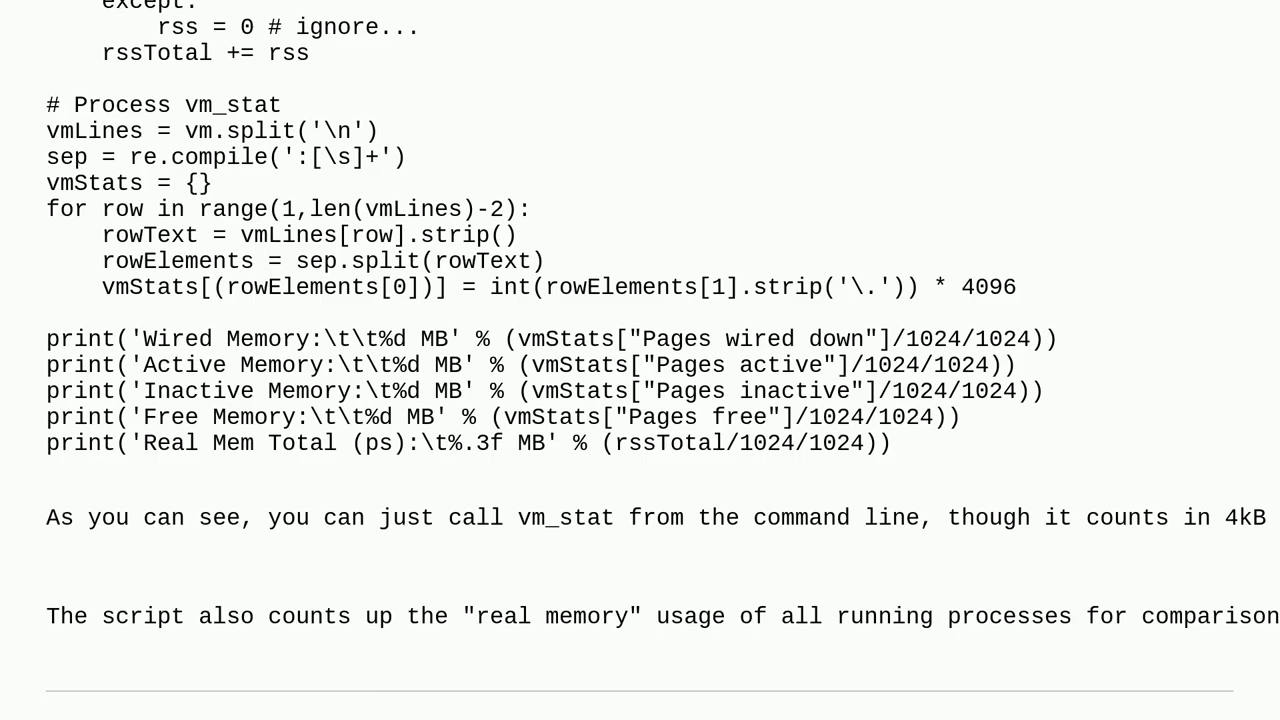 except:
rss = 0 # ignore...
rssTotal += rss
# Process vm_stat
vmLines = vm.split('\n')
sep = re.compile(':[\s]+')
vmStats = {}
for row in range(1,len(vmLines)-2):
    rowText = vmLines[row].strip()
    rowElements = sep.split(rowText)
    vmStats[(rowElements[0])] = int(rowElements[1].strip('\.')) * 4096
print('Wired Memory:\t\t%d MB' % (vmStats["Pages wired down"]/1024/1024))
print('Active Memory:\t\t%d MB' % (vmStats["Pages active"]/1024/1024))
print('Inactive Memory:\t%d MB' % (vmStats["Pages inactive"]/1024/1024))
print('Free Memory:\t\t%d MB' % (vmStats["Pages free"]/1024/1024))
print('Real Mem Total (ps):\t%.3f MB' % (rssTotal/1024/1024))
As you can see, you can just call vm_stat from the command line, though it counts in 4kB
The script also counts up the "real memory" usage of all running processes for comparison